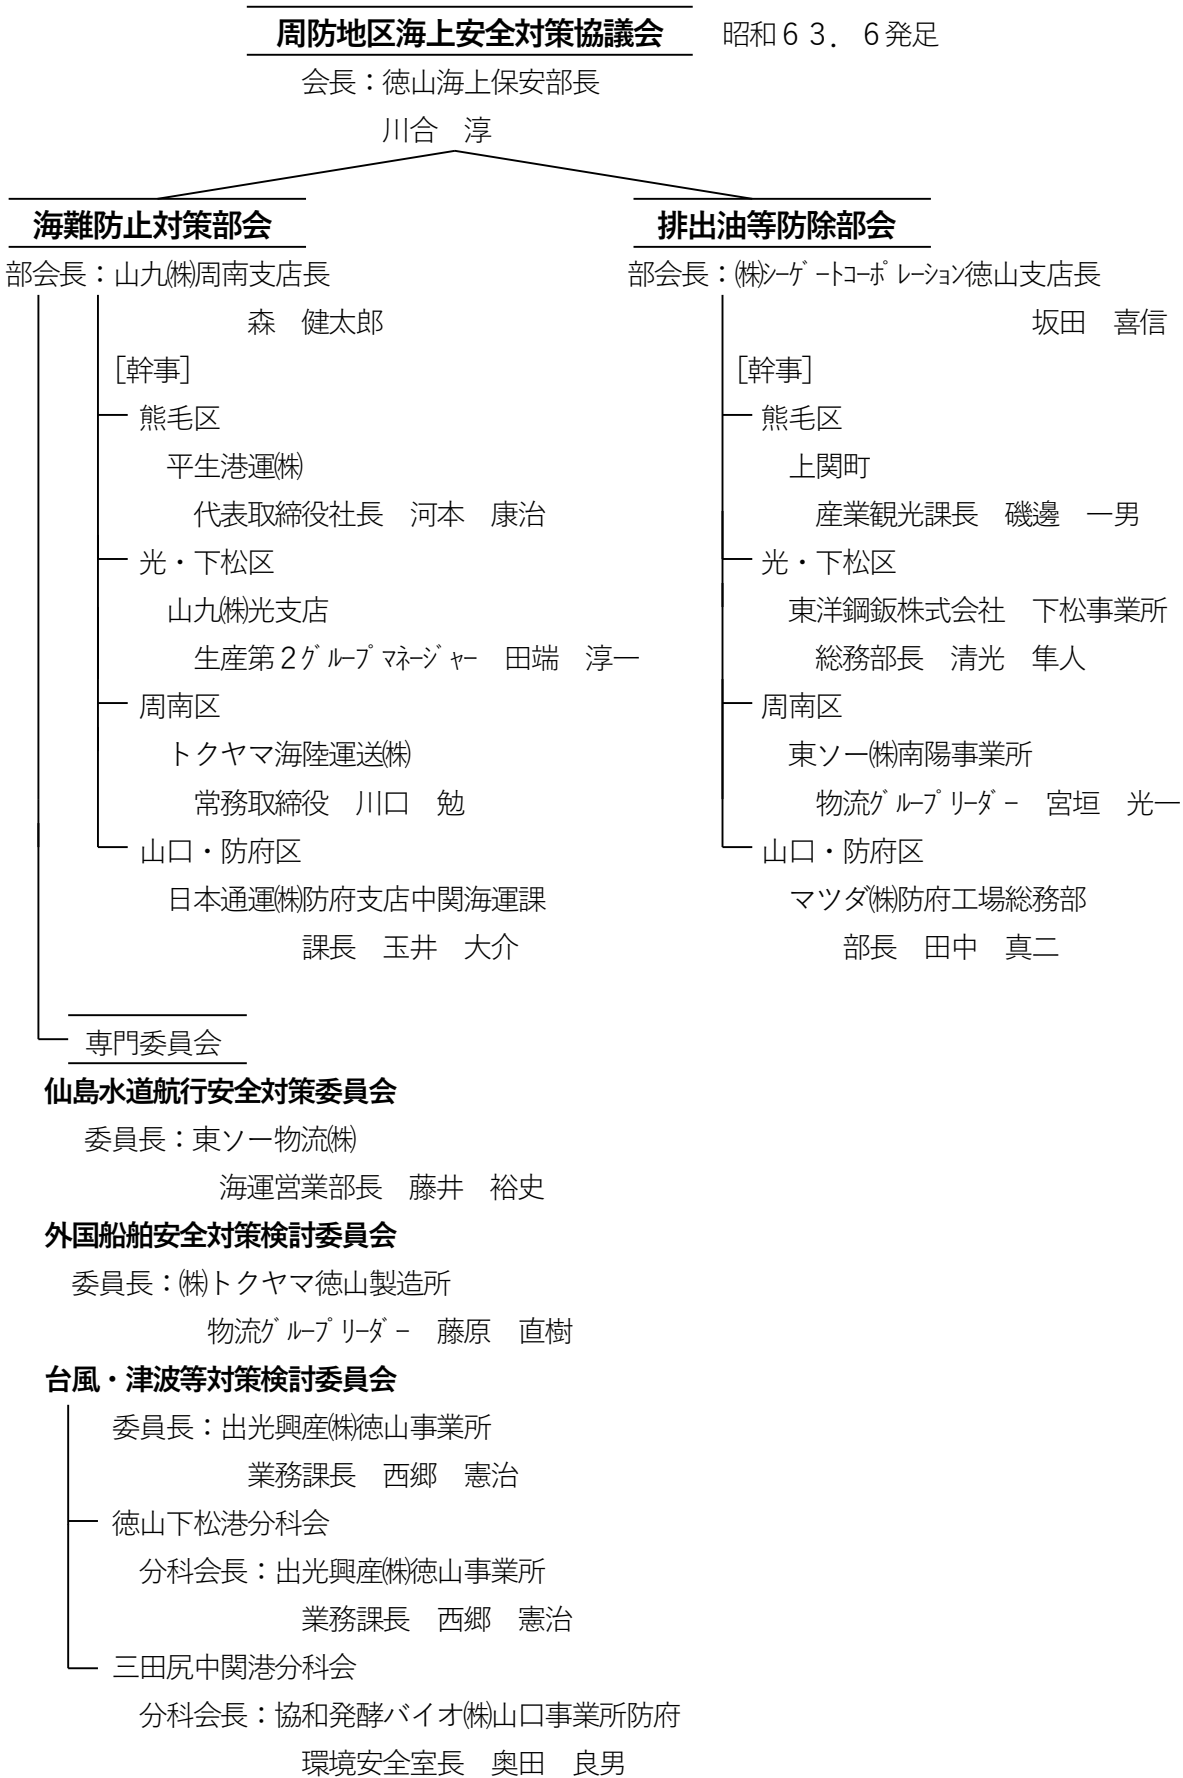 周防地区海上安全対策協議会　昭和６３．６発足
会長：徳山海上保安部長
川合　淳
海難防止対策部会
部会長：山九㈱周南支店長
森　健太郎
［幹事］
熊毛区
平生港運㈱
代表取締役社長　河本　康治
光・下松区
山九㈱光支店
生産第２ｸﾞﾙｰﾌﾟﾏﾈｰｼﾞｬｰ　田端　淳一
周南区
トクヤマ海陸運送㈱
常務取締役　川口　勉
山口・防府区
日本通運㈱防府支店中関海運課
課長　玉井　大介
排出油等防除部会
部会長：㈱ｼｰｹﾞｰﾄｺｰﾎﾟﾚｰｼｮﾝ徳山支店長
坂田　喜信
［幹事］
熊毛区
上関町
産業観光課長　磯邊　一男
光・下松区
東洋鋼鈑株式会社　下松事業所
総務部長　清光　隼人
周南区
東ソー㈱南陽事業所
物流ｸﾞﾙｰﾌﾟﾘｰﾀﾞｰ　宮垣　光一
山口・防府区
マツダ㈱防府工場総務部
部長　田中　真二
専門委員会
仙島水道航行安全対策委員会
委員長：東ソー物流㈱
海運営業部長　藤井　裕史
外国船舶安全対策検討委員会
委員長：㈱トクヤマ徳山製造所
物流ｸﾞﾙｰﾌﾟﾘｰﾀﾞｰ　藤原　直樹
台風・津波等対策検討委員会
委員長：出光興産㈱徳山事業所
業務課長　西郷　憲治
徳山下松港分科会
分科会長：出光興産㈱徳山事業所
業務課長　西郷　憲治
三田尻中関港分科会
分科会長：協和発酵バイオ㈱山口事業所防府
環境安全室長　奥田　良男